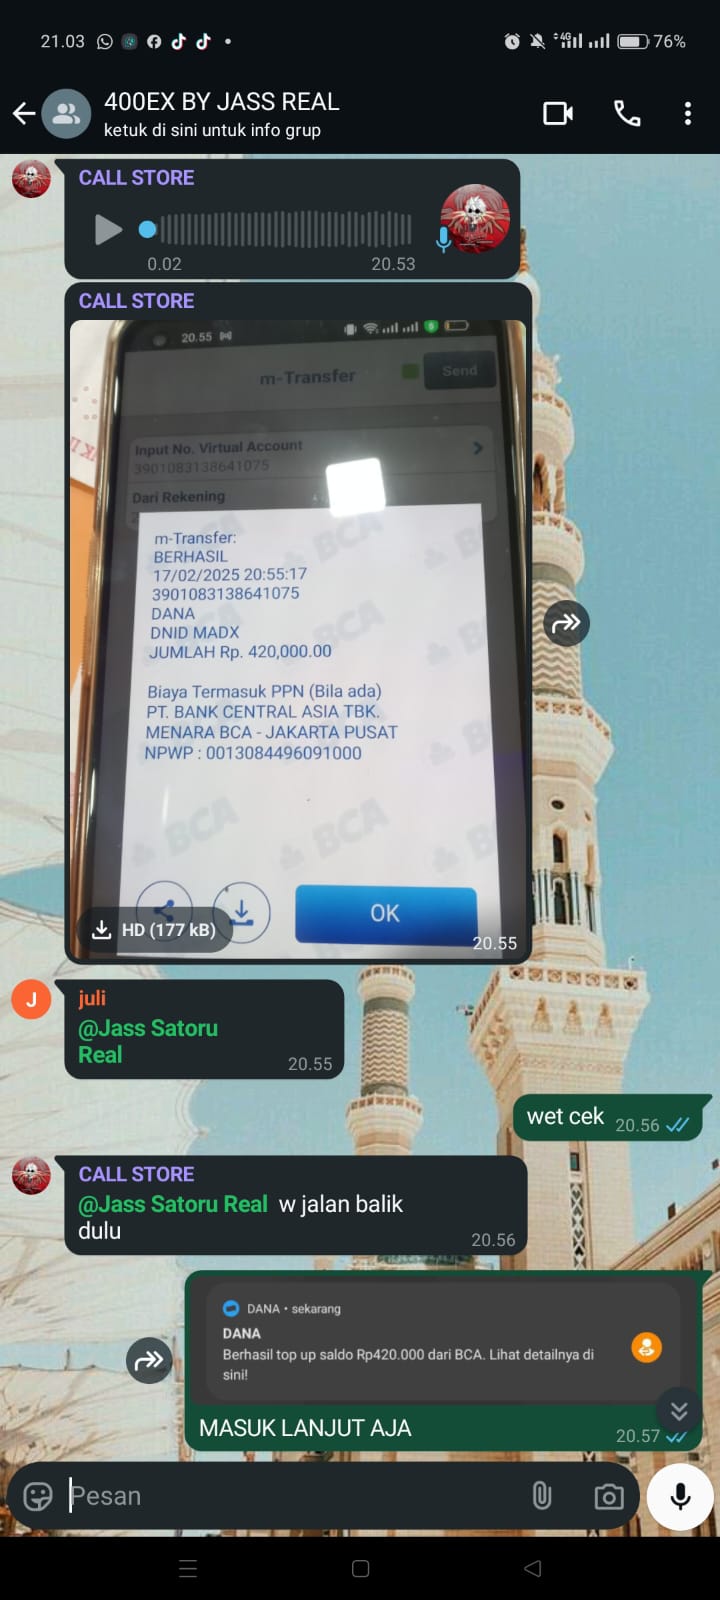 21.03
4G
76%
400EX BY JASS REAL
ketuk di sini untuk info grup
CALL STORE
0.02
20.53
CALL STORE
20.55
m-Transfer
Send
Input No. Virtual Account
3901083138641075
Dari Rekening
m-Transfer:
BERHASIL
17/02/2025 20:55:17
3901083138641075
DANA
DNID MADX
JUMLAH Rp. 420,000.00
Biaya Termasuk PPN (Bila ada)
PT. BANK CENTRAL ASIA TBK.
MENARA BCA - JAKARTA PUSAT
NPWP : 0013084496091000
BCA
BCA
BCA
BCA
OK
HD (177 kB)
20.55
J
juli
@Jass Satoru
Real
20.55
wet cek
20.56
CALL STORE
@Jass Satoru Real w jalan balik
dulu
20.56
DANA • sekarang
DANA
Berhasil top up saldo Rp420.000 dari BCA. Lihat detailnya di
sini!
MASUK LANJUT AJA
20.57
Pesan